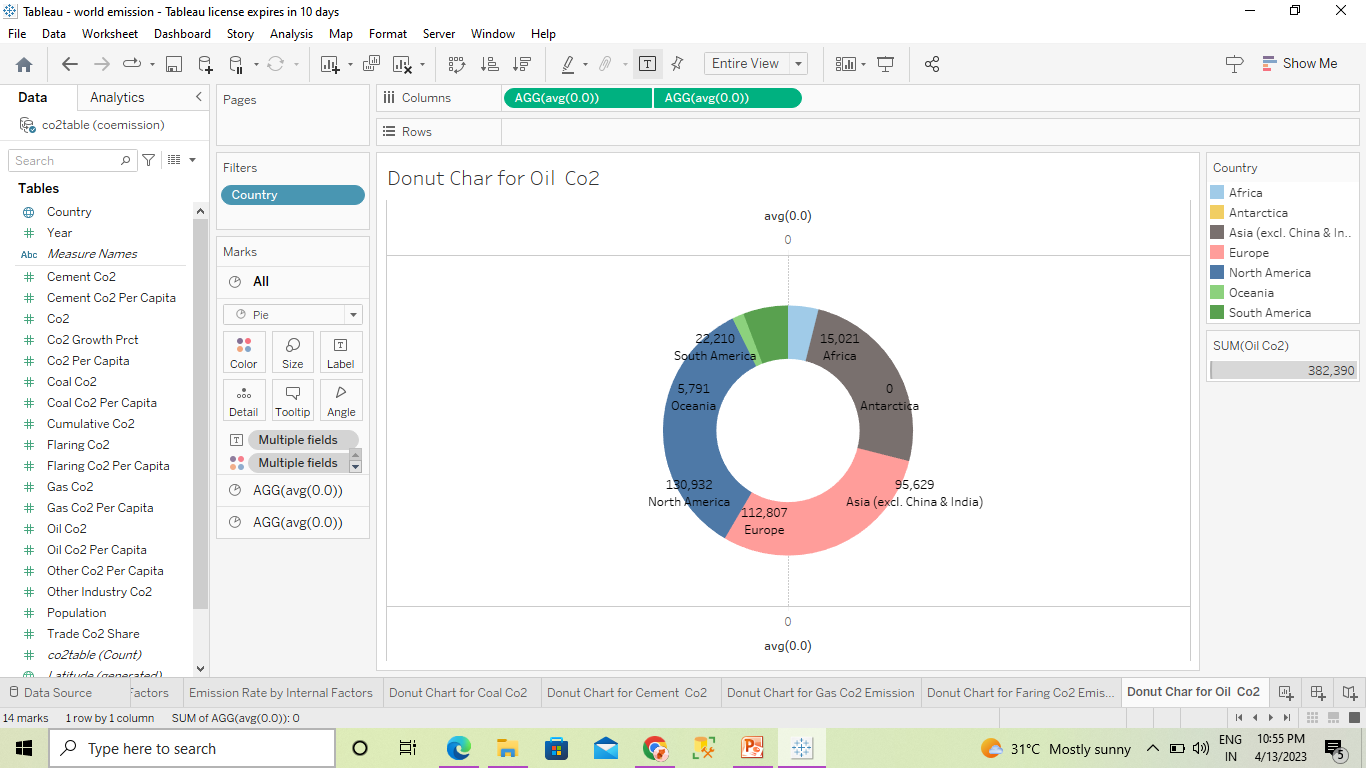 Tableau - world emission - Tableau license expires in 10 days
File Data Worksheet Dashboard Story Analysis Map Format Server Window Help
Entire View
Show Me
Data Analytics
co2table (coemission)
Search
Tables
Country
Year
Abc Measure Names
Cement Co2
Cement Co2 Per Capita
Co2
Co2 Growth Prct
Co2 Per Capita
Coal Co2
Coal Co2 Per Capita
Cumulative Co2
Flaring Co2
Flaring Co2 Per Capita
Gas Co2
Gas Co2 Per Capita
Oil Co2
Oil Co2 Per Capita
Other Co2 Per Capita
Other Industry Co2
Population
Trade Co2 Share
co2table (Count)
Latitude (generated)
Pages
Filters
Country
Marks
All
Pie
Color Size Label
Detail Tooltip Angle
Multiple fields
Multiple fields
AGG(avg(0.0))
AGG(avg(0.0))
Columns AGG(avg(0.0)) AGG(avg(0.0))
Rows
Donut Char for Oil Co2
avg(0.0)
0
22,210
South America
15,021
Africa
5,791
Oceania
0
Antarctica
130,932
North America
95,629
Asia (excl. China & India)
112,807
Europe
0
avg(0.0)
Country
Africa
Antarctica
Asia (excl. China & In..
Europe
North America
Oceania
South America
SUM(Oil Co2)
382,390
Data Source Factors Emission Rate by Internal Factors Donut Chart for Coal Co2 Donut Chart for Cement Co2 Donut Chart for Gas Co2 Emission Donut Chart for Faring Co2 Emis... Donut Char for Oil Co2
14 marks 1 row by 1 column SUM of AGG(avg(0.0)): 0
Type here to search
31°C Mostly sunny
ENG
IN
10:55 PM
4/13/2023
5